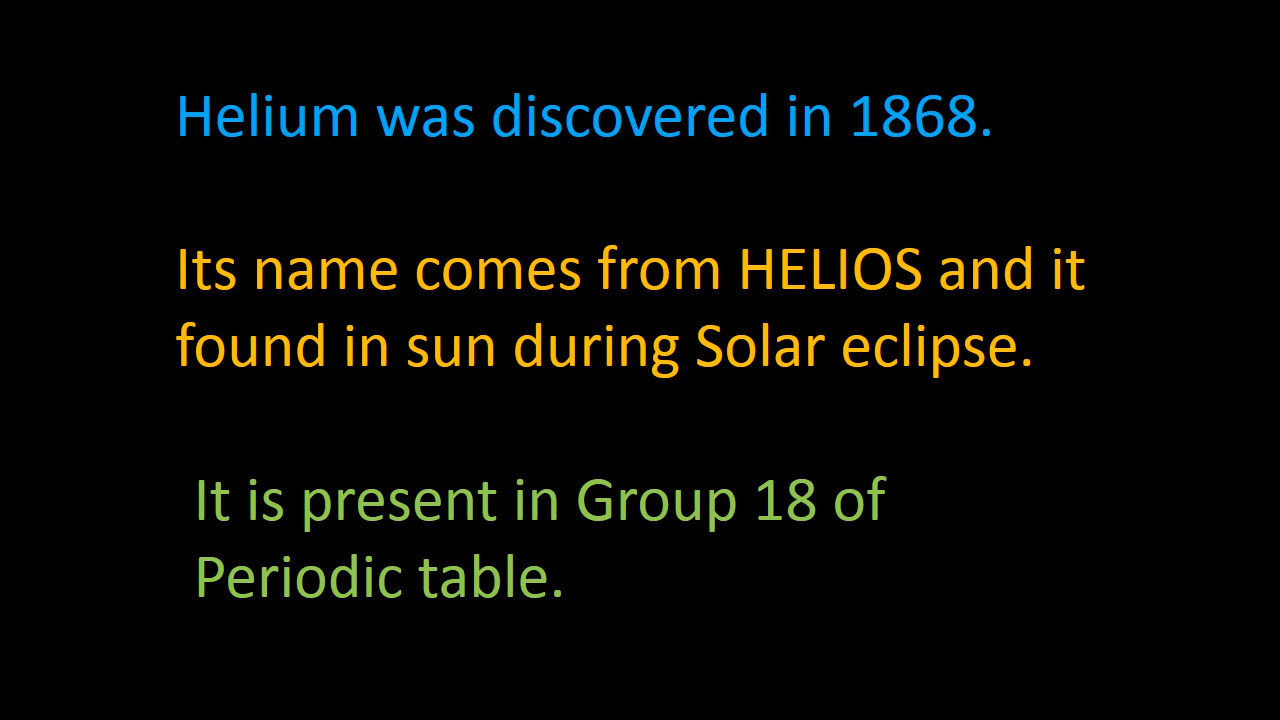 Helium was discovered in 1868.
Its name comes from HELIOS and it
found in sun during Solar eclipse.
It is present in Group 18 of
Periodic table.